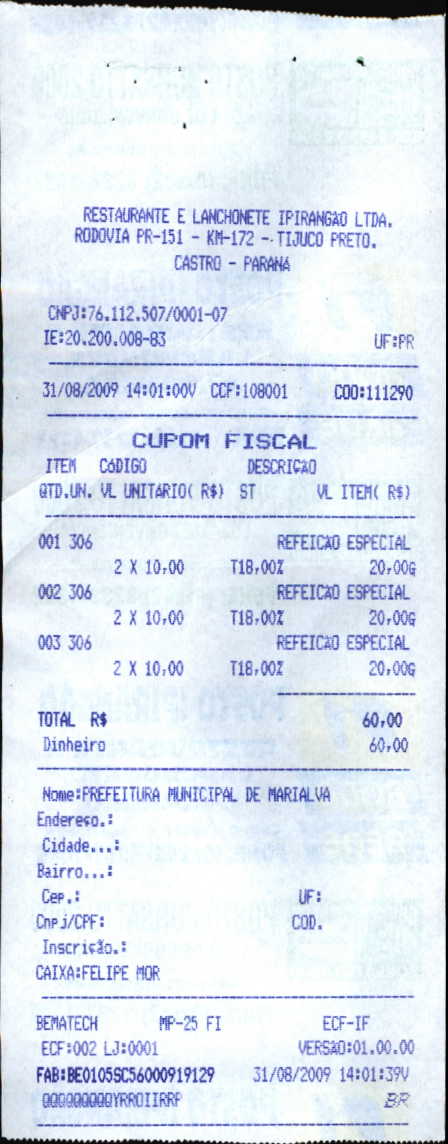 RESTAURANTE E LANCHONETE IPIRANGÃO LTDA.
RODOVIA PR-151 - KM-172 - TIJUCO PRETO.
CASTRO - PARANÁ
CNPJ:76.112.507/0001-07
IE:20.200.008-83 UF:PR
31/08/2009 14:01:00V CCF:108001 COO:111290
CUPOM FISCAL
ITEM CÓDIGO DESCRIÇÃO
QTD.UN. VL UNITÁRIO( R$) ST VL ITEM( R$)
001 306 REFEIÇÃO ESPECIAL
2 X 10,00 T18,00% 20,00G
002 306 REFEIÇÃO ESPECIAL
2 X 10,00 T18,00% 20,00G
003 306 REFEIÇÃO ESPECIAL
2 X 10,00 T18,00% 20,00G
TOTAL R$ 60,00
Dinheiro 60,00
Nome:PREFEITURA MUNICIPAL DE MARIALVA
Endereço.:
Cidade...:
Bairro...:
Cep.: UF:
Cnpj/CPF: COD.
Inscrição.:
CAIXA:FELIPE MOR
BEMATECH MP-25 FI ECF-IF
ECF:002 LJ:0001 VERSÃO:01.00.00
FAB:BE0105SC56000919129 31/08/2009 14:01:39V
QQQQQQQQQYRROIIRRP BR